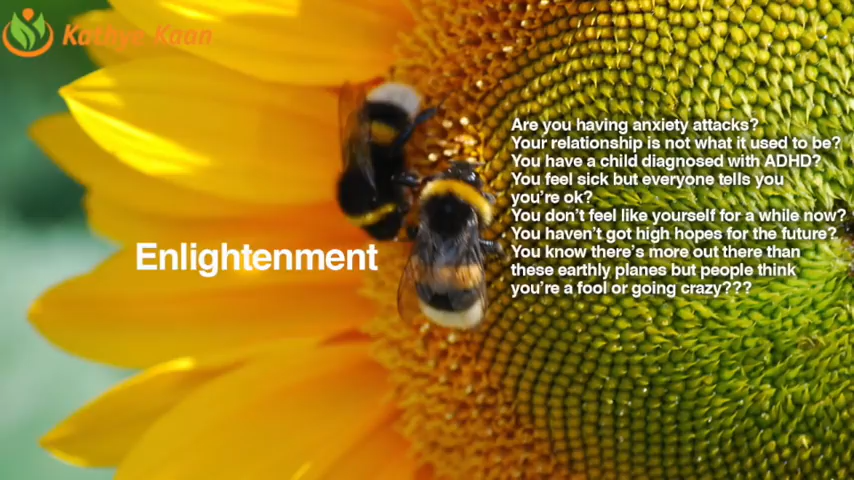 Kathye Kaan
Enlightenment
Are you having anxiety attacks?
Your relationship is not what it used to be?
You have a child diagnosed with ADHD?
You feel sick but everyone tells you
you're ok?
You don't feel like yourself for a while now?
You haven't got high hopes for the future?
You know there's more out there than
these earthly planes but people think
you're a fool or going crazy???